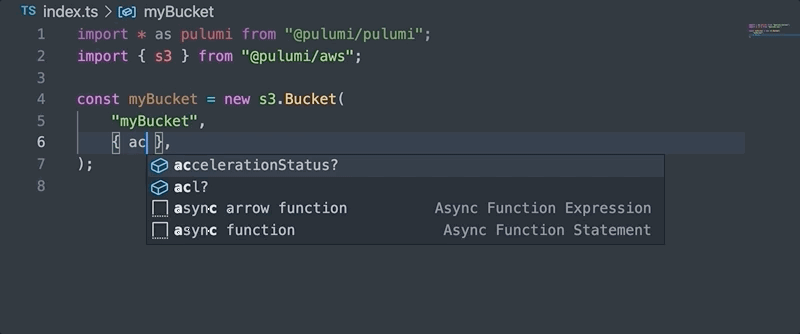 TS index.ts > myBucket
1 import * as pulumi from "@pulumi/pulumi";
2 import { s3 } from "@pulumi/aws";
3
4 const myBucket = new s3.Bucket(
5 "myBucket",
6 { ac },
7 );
8
accelerationStatus?
acl?
async arrow function Async Function Expression
async function Async Function Statement